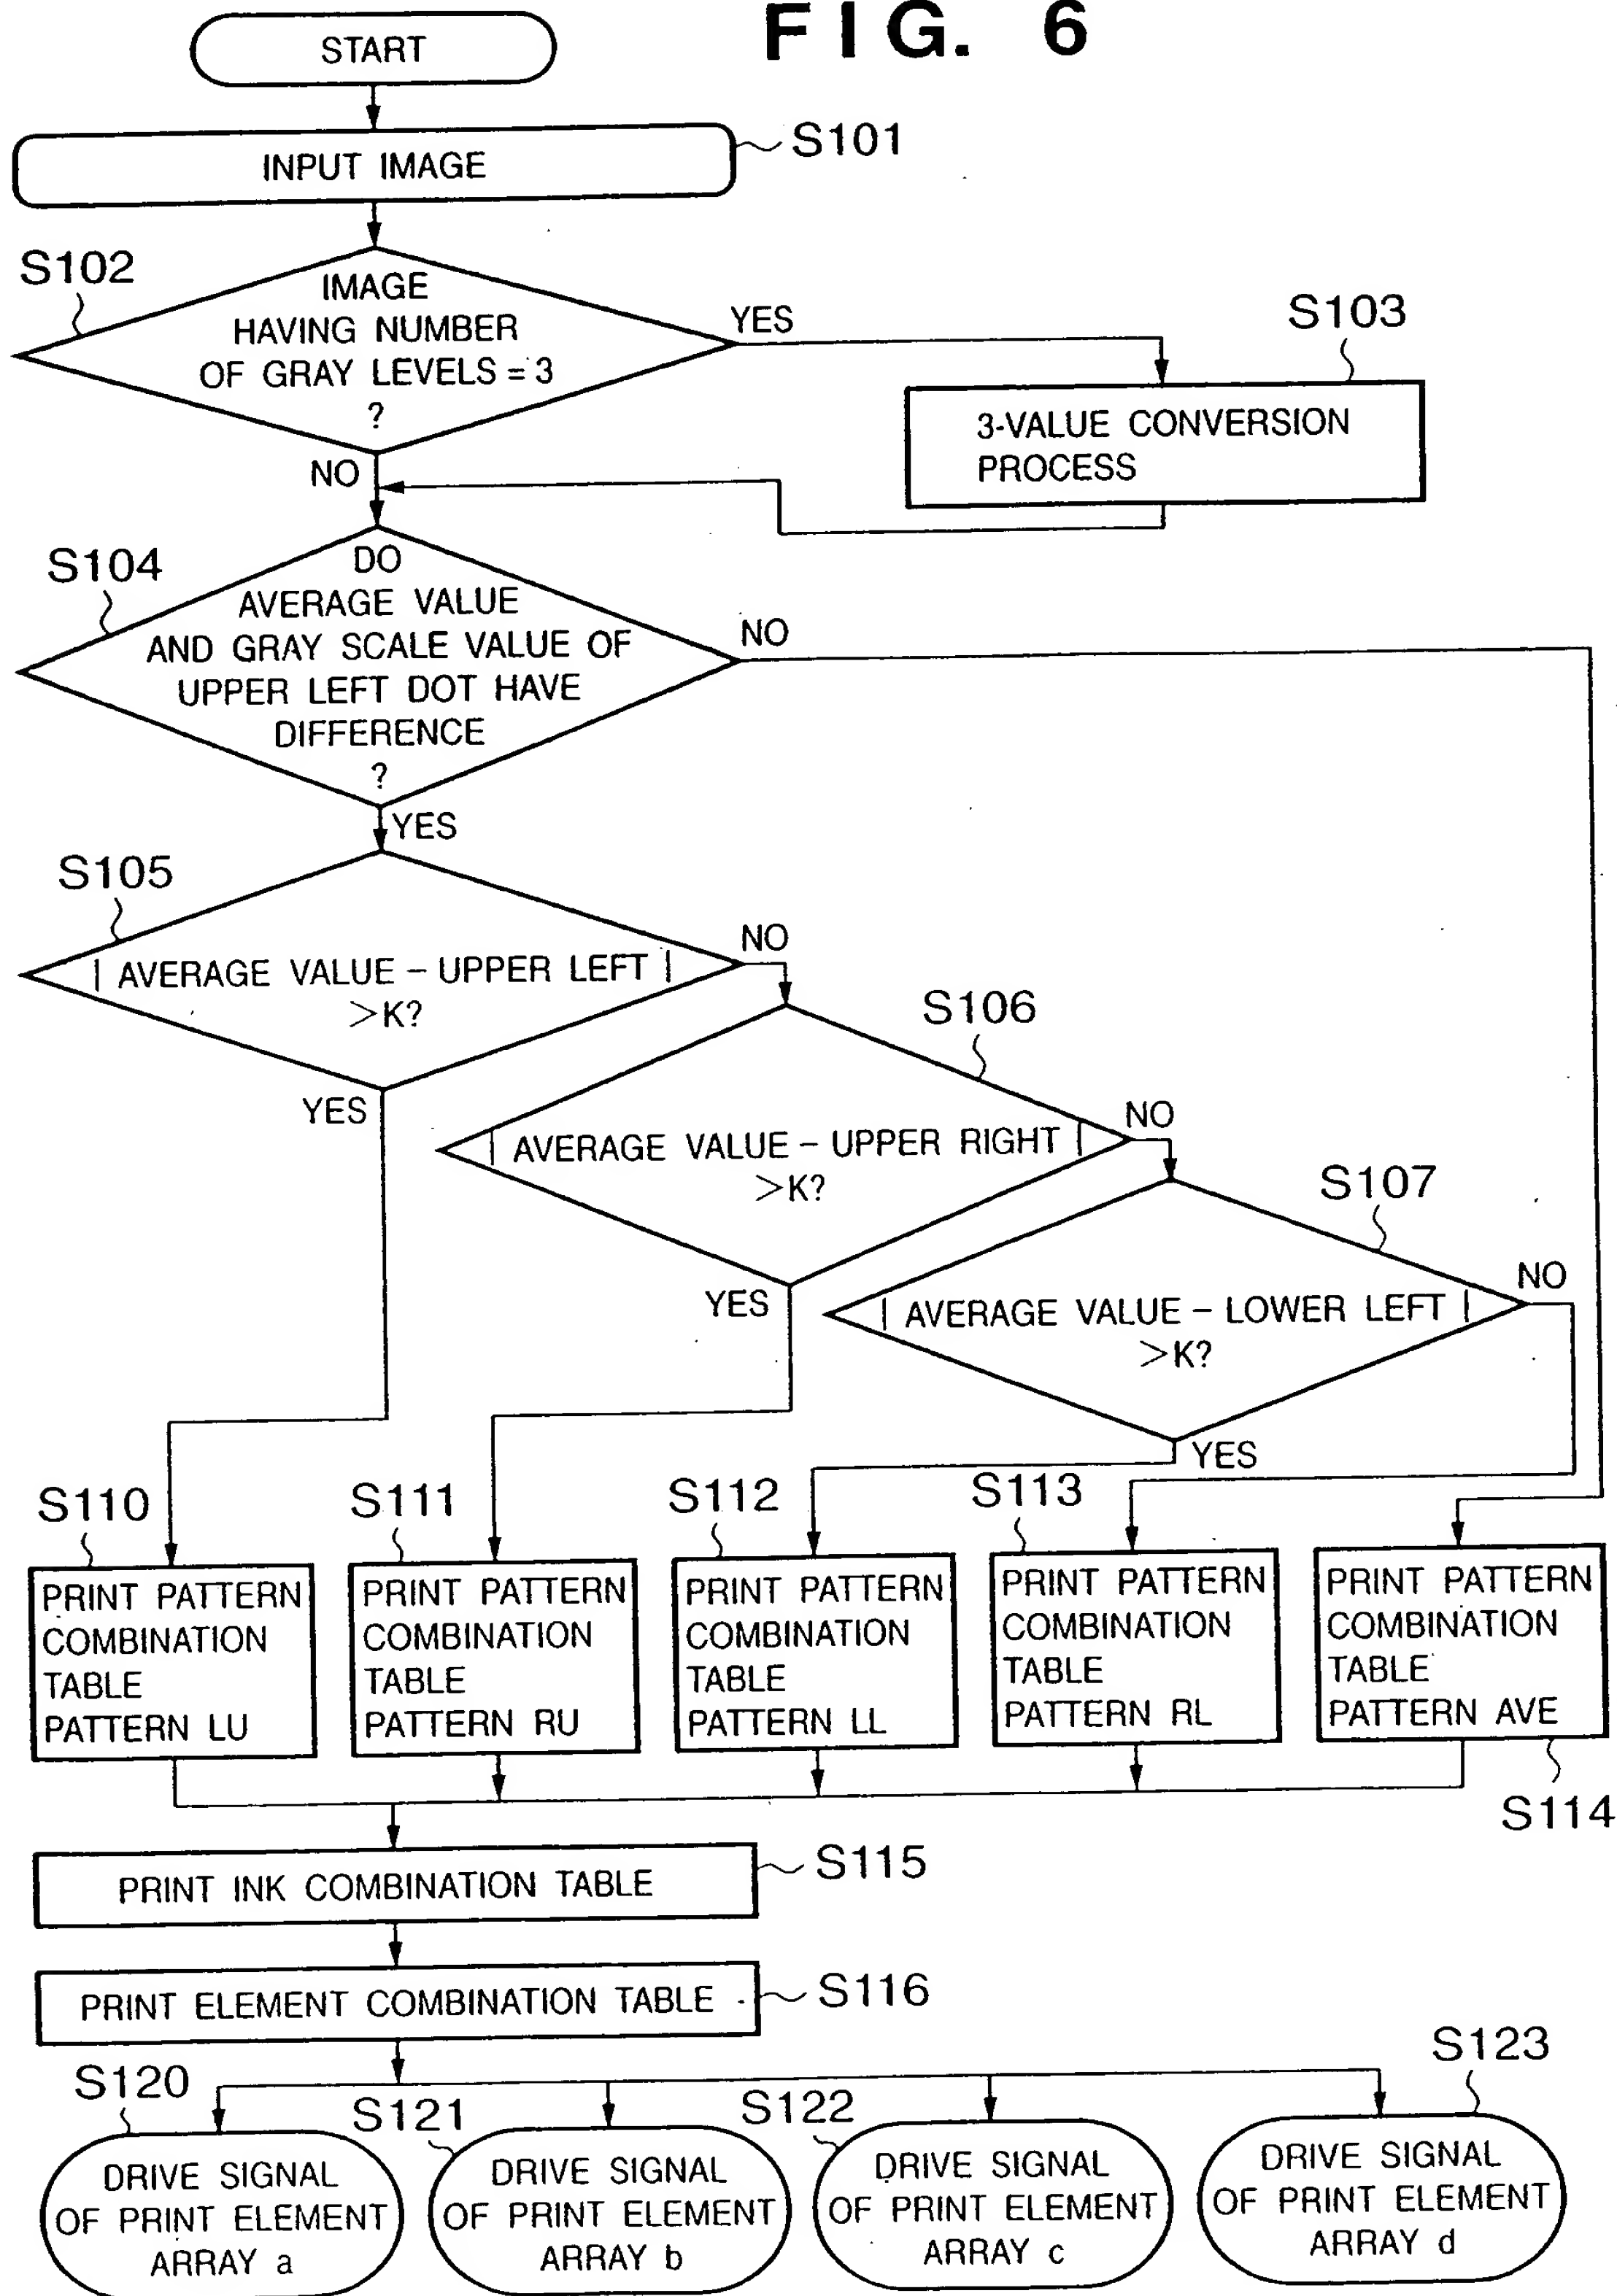 FIG. 6
START
INPUT IMAGE
S101
S102
IMAGE
HAVING NUMBER
OF GRAY LEVELS = 3
?
YES
NO
S103
3-VALUE CONVERSION
PROCESS
S104
DO
AVERAGE VALUE
AND GRAY SCALE VALUE OF
UPPER LEFT DOT HAVE
DIFFERENCE
?
NO
YES
S105
| AVERAGE VALUE – UPPER LEFT |
>K?
NO
YES
S106
| AVERAGE VALUE – UPPER RIGHT |
>K?
NO
YES
S107
| AVERAGE VALUE – LOWER LEFT |
>K?
NO
YES
S110
PRINT PATTERN
COMBINATION
TABLE
PATTERN LU
S111
PRINT PATTERN
COMBINATION
TABLE
PATTERN RU
S112
PRINT PATTERN
COMBINATION
TABLE
PATTERN LL
S113
PRINT PATTERN
COMBINATION
TABLE
PATTERN RL
PRINT PATTERN
COMBINATION
TABLE
PATTERN AVE
S114
PRINT INK COMBINATION TABLE
S115
PRINT ELEMENT COMBINATION TABLE
S116
S120
DRIVE SIGNAL
OF PRINT ELEMENT
ARRAY a
S121
DRIVE SIGNAL
OF PRINT ELEMENT
ARRAY b
S122
DRIVE SIGNAL
OF PRINT ELEMENT
ARRAY c
S123
DRIVE SIGNAL
OF PRINT ELEMENT
ARRAY d